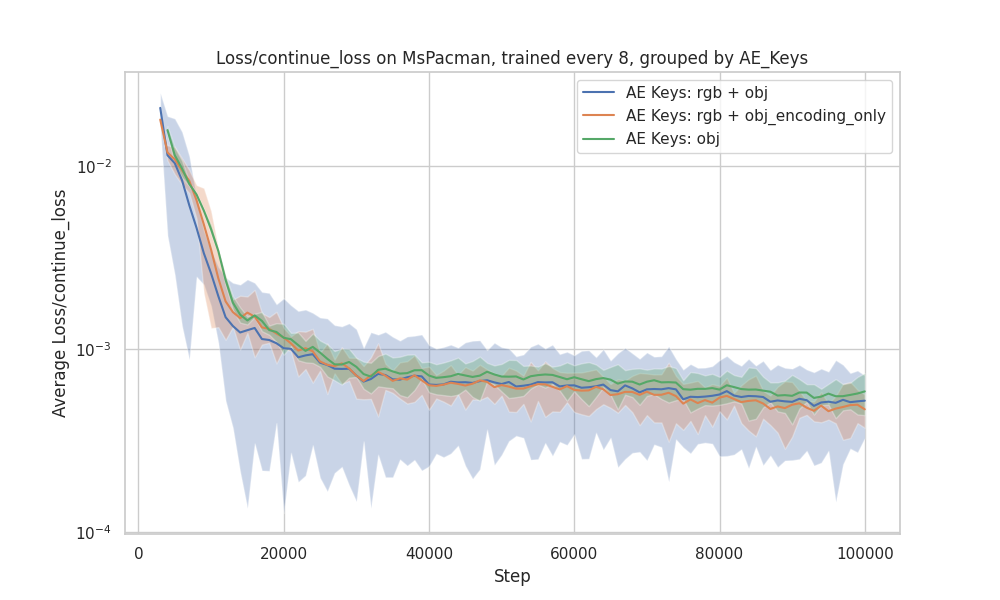 Loss/continue_loss on MsPacman, trained every 8, grouped by AE_Keys
AE Keys: rgb + obj
AE Keys: rgb + obj_encoding_only
AE Keys: obj
Average Loss/continue_loss
10⁻²
10⁻³
10⁻⁴
0 20000 40000 60000 80000 100000
Step